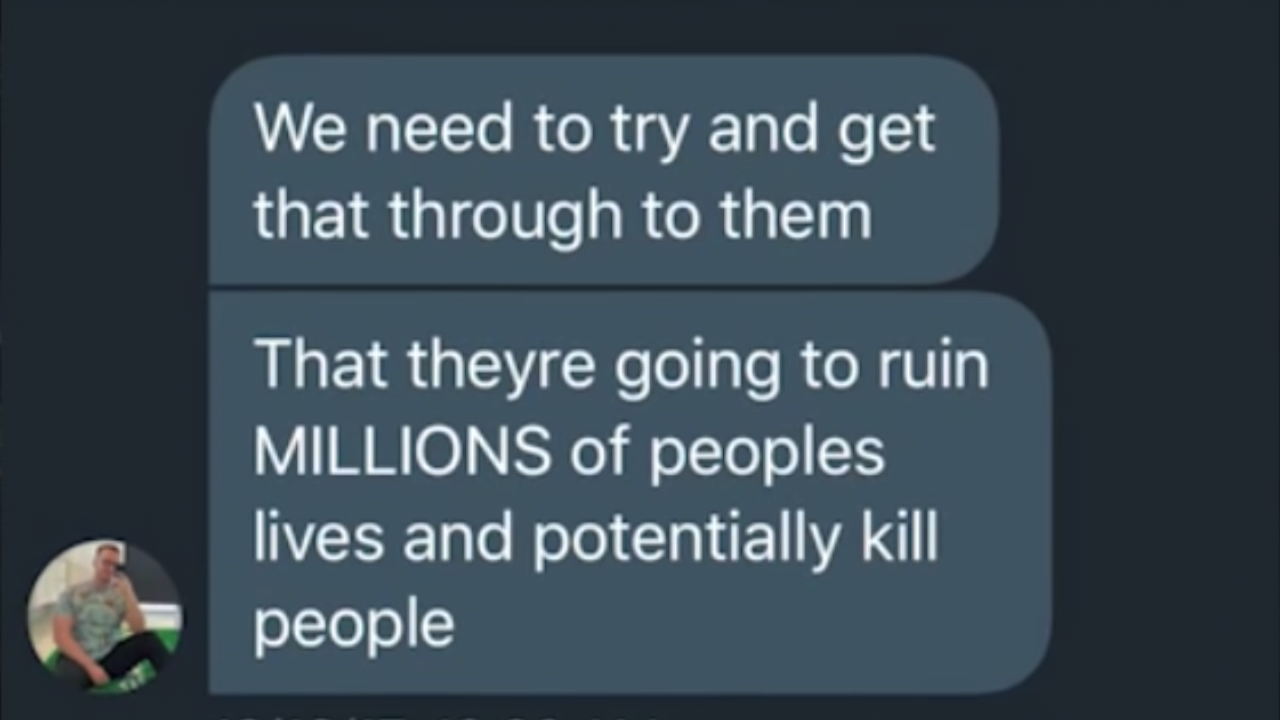 We need to try and get
that through to them
That theyre going to ruin
MILLIONS of peoples
lives and potentially kill
people